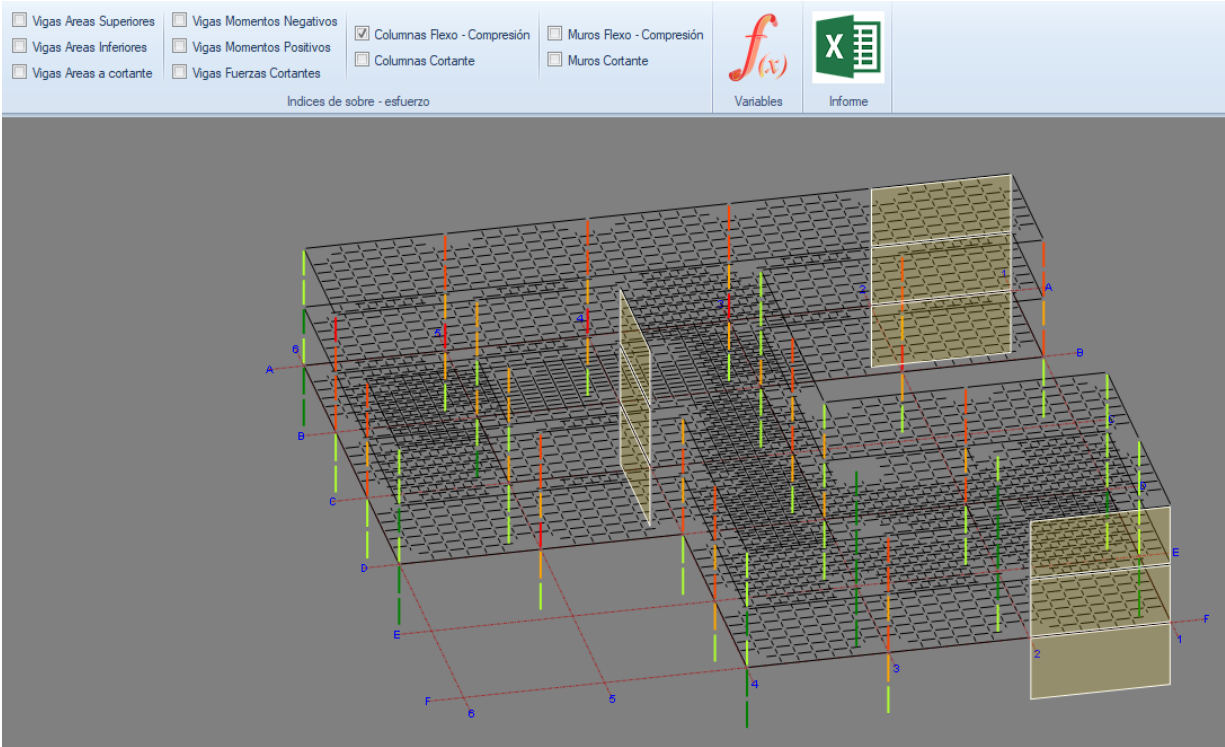 Vigas Areas Superiores
Vigas Areas Inferiores
Vigas Areas a cortante
Vigas Momentos Negativos
Vigas Momentos Positivos
Vigas Fuerzas Cortantes
Columnas Flexo - Compresión
Columnas Cortante
Muros Flexo - Compresión
Muros Cortante
Indices de sobre - esfuerzo
f(x)
Variables
X
Informe
1
2
A
3
4
5
6
A
B
B
C
D
E
E
F
F
1
2
3
4
5
6